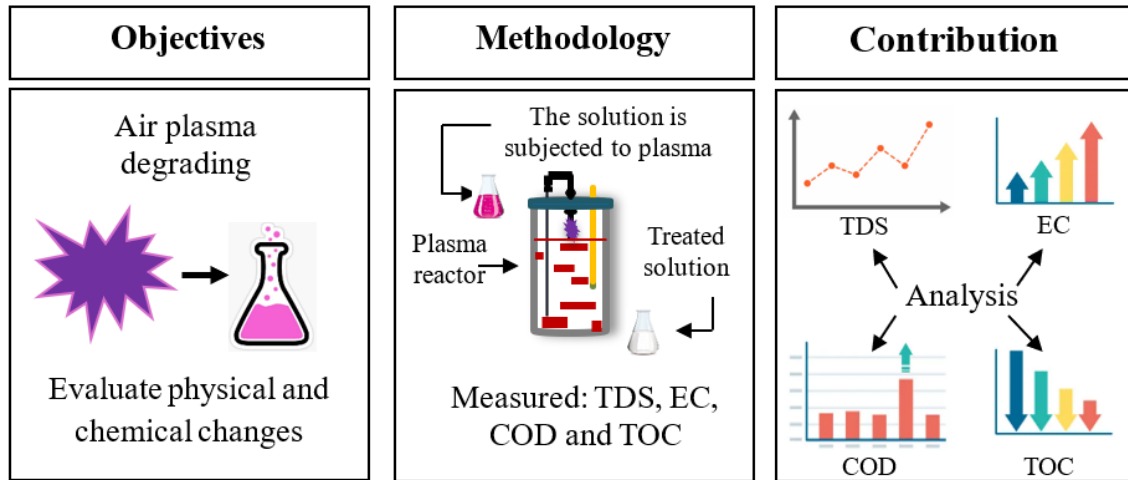 Objectives
Air plasma
degrading
Evaluate physical and
chemical changes
Methodology
The solution is
subjected to plasma
Plasma
reactor
Treated
solution
Measured: TDS, EC,
COD and TOC
Contribution
TDS
EC
Analysis
COD
TOC